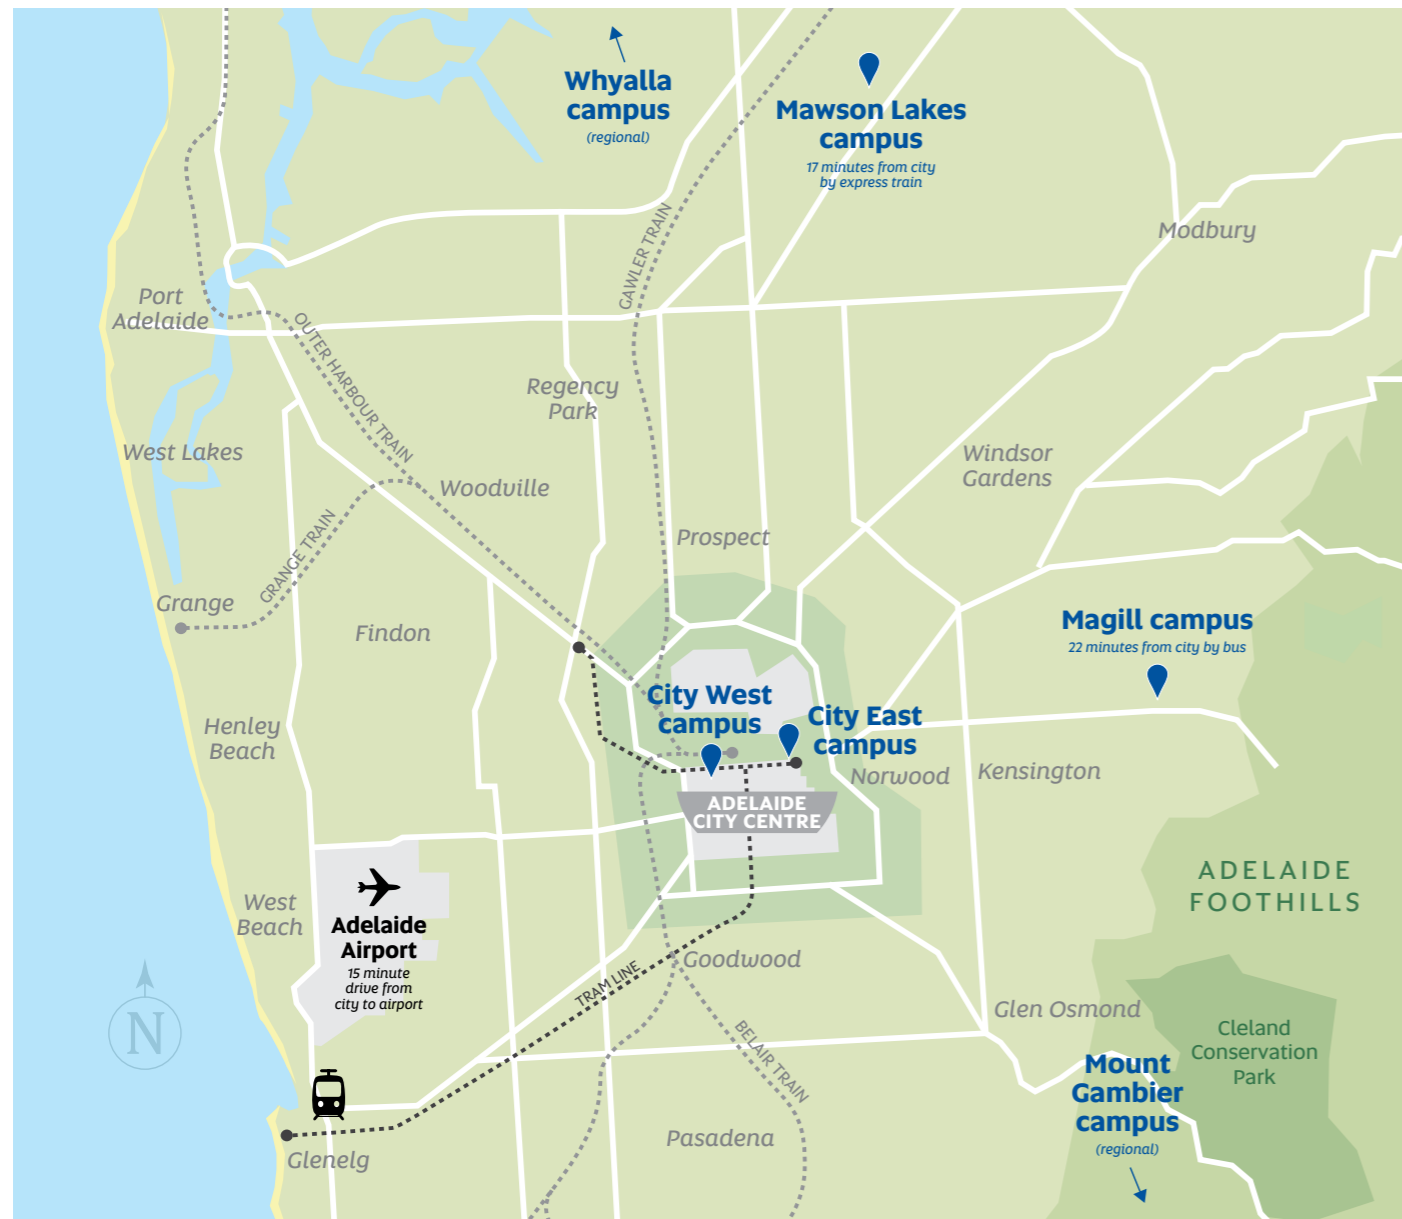 Whyalla
campus
(regional)
Mawson Lakes
campus
17 minutes from city
by express train
Modbury
GAWLER TRAIN
Port
Adelaide
OUTER HARBOUR TRAIN
Regency
Park
West Lakes
Woodville
Windsor
Gardens
Prospect
GRANGE TRAIN
Grange
Findon
Magill campus
22 minutes from city by bus
City West
campus
City East
campus
Henley
Beach
Norwood
Kensington
ADELAIDE
CITY CENTRE
ADELAIDE
FOOTHILLS
West
Beach
Adelaide
Airport
15 minute
drive from
city to airport
Goodwood
TRAM LINE
Glen Osmond
N
BELAIR TRAIN
Cleland
Conservation
Park
Mount
Gambier
campus
(regional)
Pasadena
Glenelg